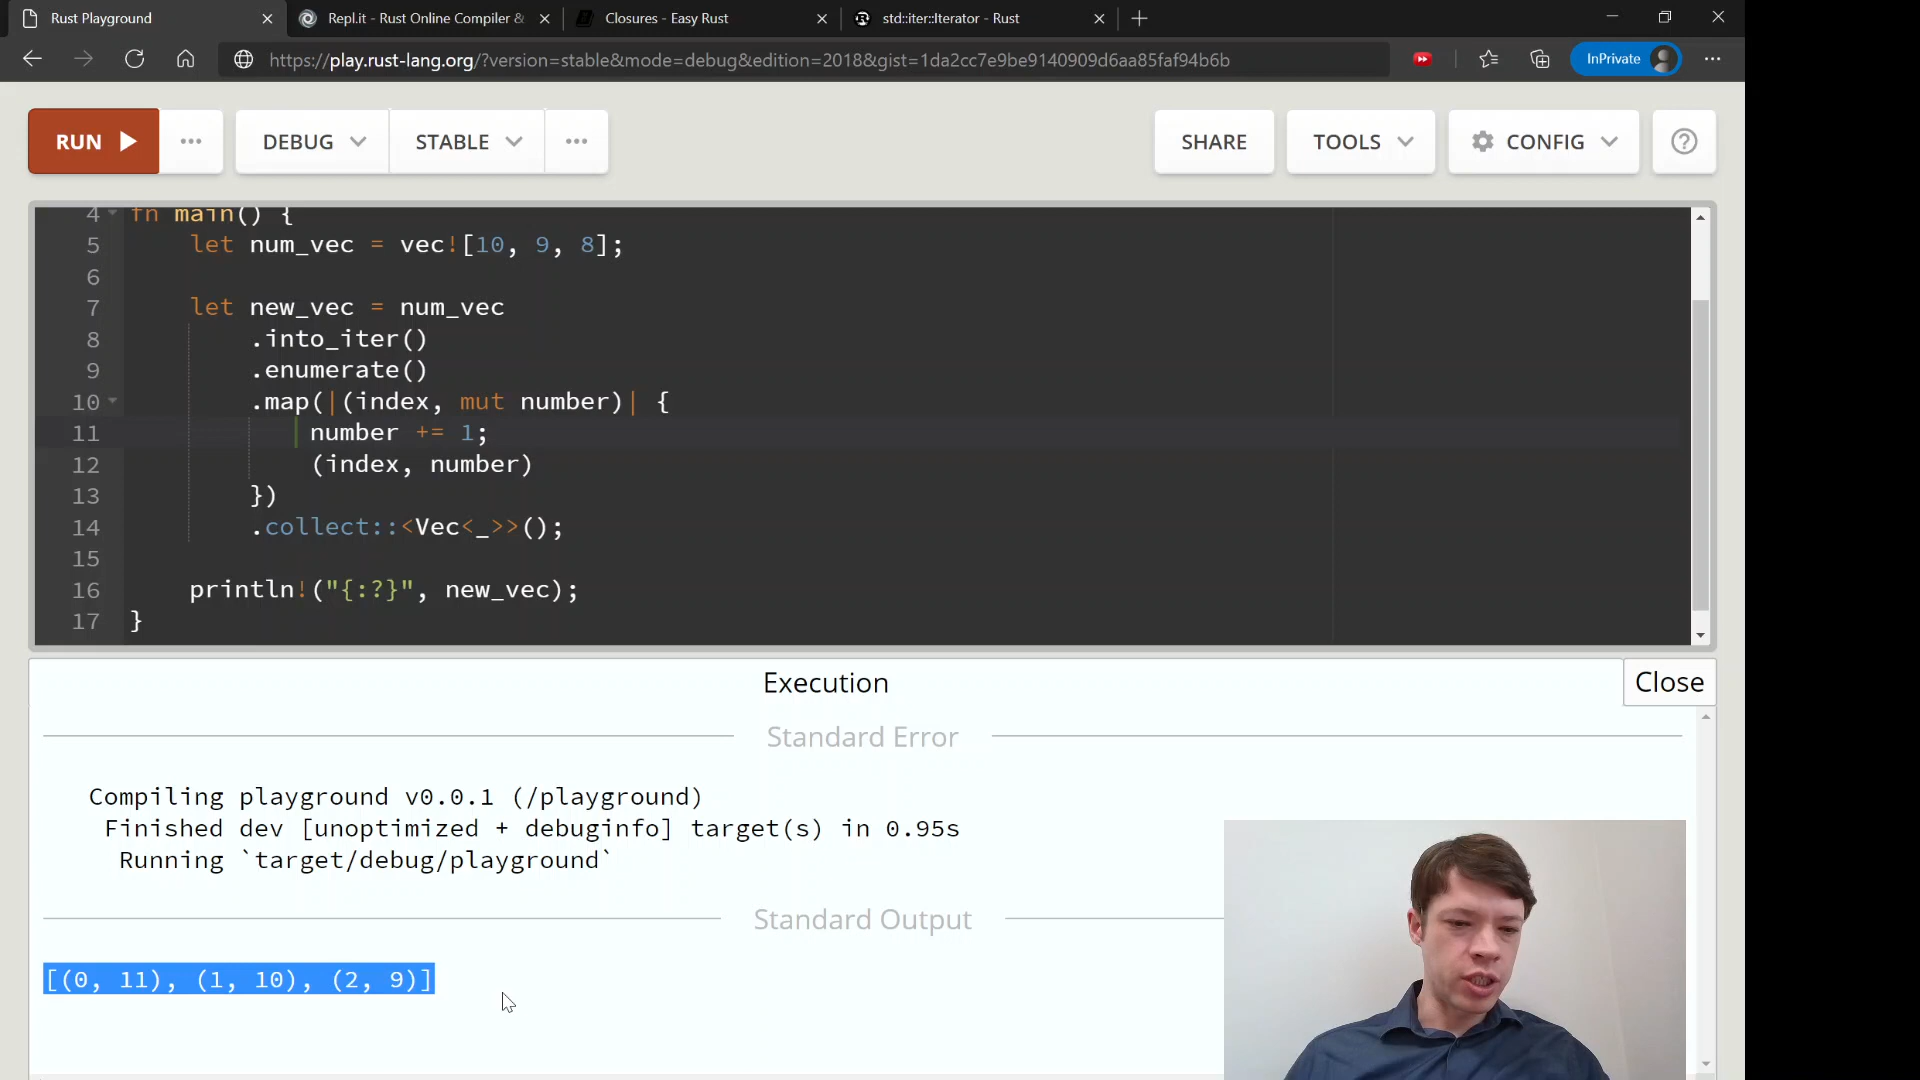 Rust Playground
Repl.it - Rust Online Compiler &
Closures - Easy Rust
std::iter::Iterator - Rust
https://play.rust-lang.org/?version=stable&mode=debug&edition=2018&gist=1da2cc7e9be9140909d6aa85faf94b6b
InPrivate
RUN
DEBUG
STABLE
SHARE
TOOLS
CONFIG
4 fn main() {
5 let num_vec = vec![10, 9, 8];
6
7 let new_vec = num_vec
8 .into_iter()
9 .enumerate()
10 .map(|(index, mut number)| {
11 number += 1;
12 (index, number)
13 })
14 .collect::<Vec<_>>();
15
16 println!("{:?}", new_vec);
17 }
Execution
Close
Standard Error
Compiling playground v0.0.1 (/playground)
Finished dev [unoptimized + debuginfo] target(s) in 0.95s
Running `target/debug/playground`
Standard Output
[(0, 11), (1, 10), (2, 9)]